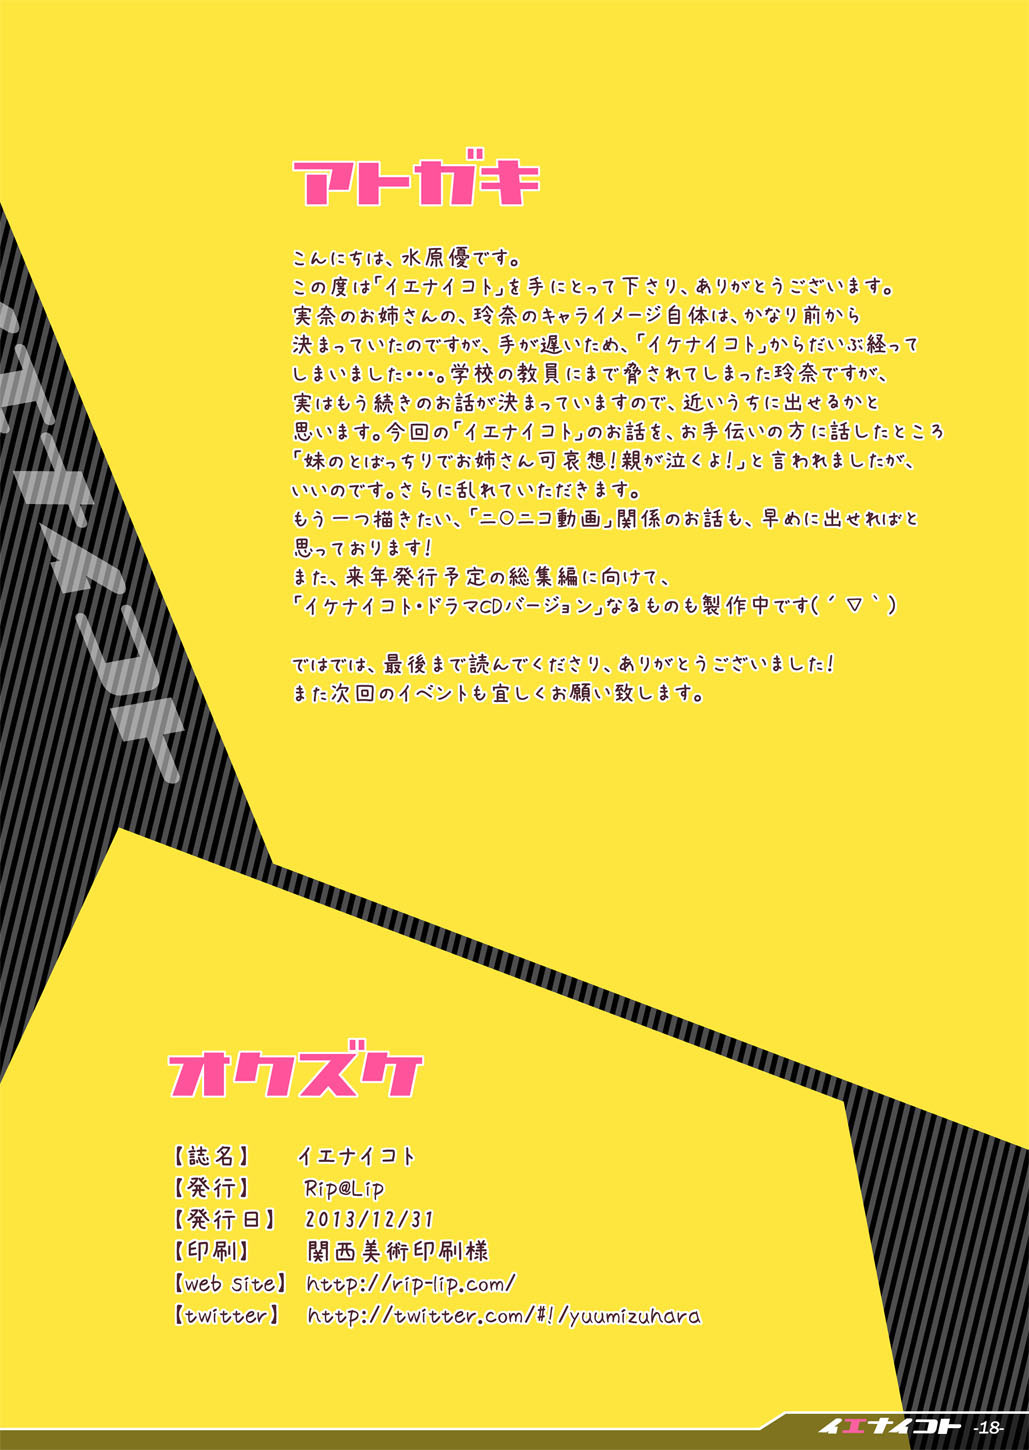 アトガキ
こんにちは、水原優です。
この度は「イエナイコト」を手にとって下さり、ありがとうございます。
実奈のお姉さんの、玲奈のキャライメージ自体は、かなり前から
決まっていたのですが、手が遅いため、「イケナイコト」からだいぶ経って
しまいました・・・。学校の教員にまで脅されてしまった玲奈ですが、
実はもう続きのお話が決まっていますので、近いうちに出せるかと
思います。今回の「イエナイコト」のお話を、お手伝いの方に話したところ
「妹のとばっちりでお姉さん可哀想！親が泣くよ！」と言われましたが、
いいのです。さらに乱れていただきます。
もう一つ描きたい、「ニ○ニコ動画」関係のお話も、早めに出せればと
思っております！
また、来年発行予定の総集編に向けて、
「イケナイコト・ドラマCDバージョン」なるものも製作中です(´▽｀)
ではでは、最後まで読んでくださり、ありがとうございました！
また次回のイベントも宜しくお願い致します。
イエナイコト
オクズケ
【誌名】 イエナイコト
【発行】 Rip@Lip
【発行日】 2013/12/31
【印刷】 関西美術印刷様
【web site】 http://rip-lip.com/
【twitter】 http://twitter.com/#!/yuumizuhara
イエナイコト -18-